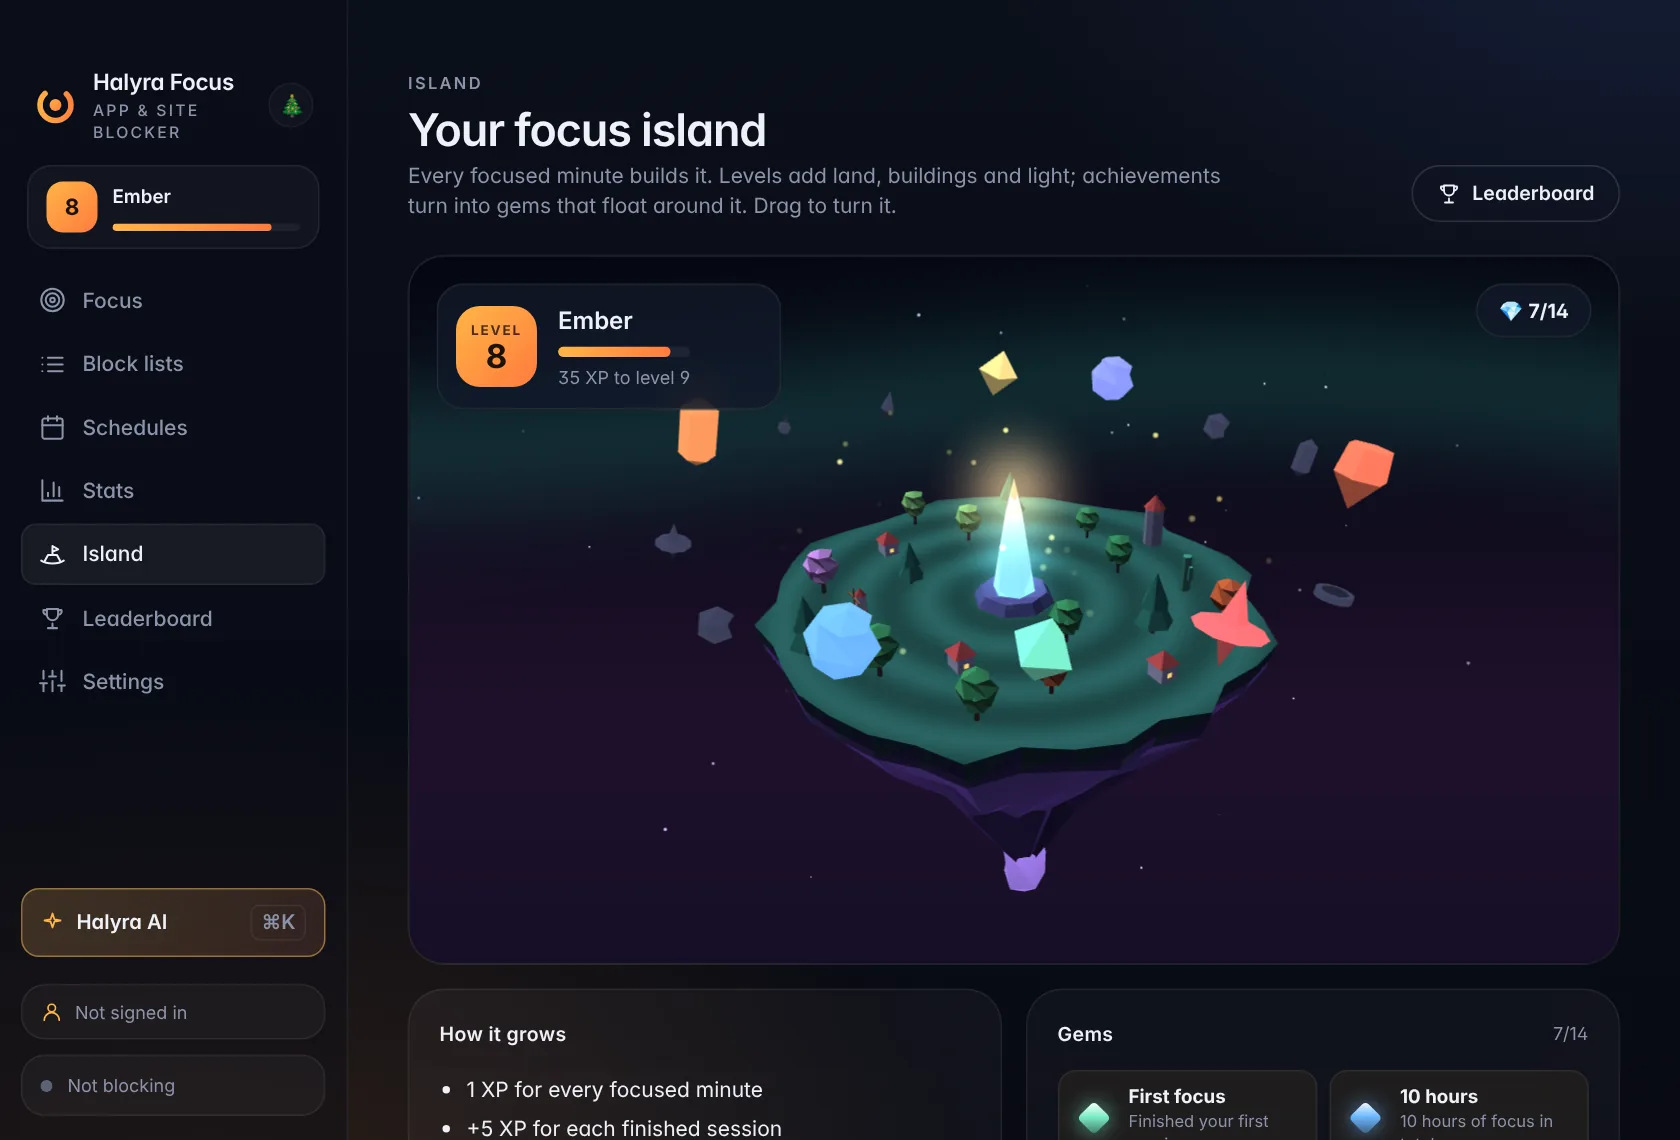 Halyra Focus
APP & SITE
BLOCKER
8
Ember
Focus
Block lists
Schedules
Stats
Island
Leaderboard
Settings
Halyra AI
⌘K
Not signed in
Not blocking
ISLAND
Your focus island
Every focused minute builds it. Levels add land, buildings and light; achievements
turn into gems that float around it. Drag to turn it.
Leaderboard
LEVEL
8
Ember
35 XP to level 9
7/14
How it grows
• 1 XP for every focused minute
• +5 XP for each finished session
Gems
7/14
First focus
Finished your first
10 hours
10 hours of focus in